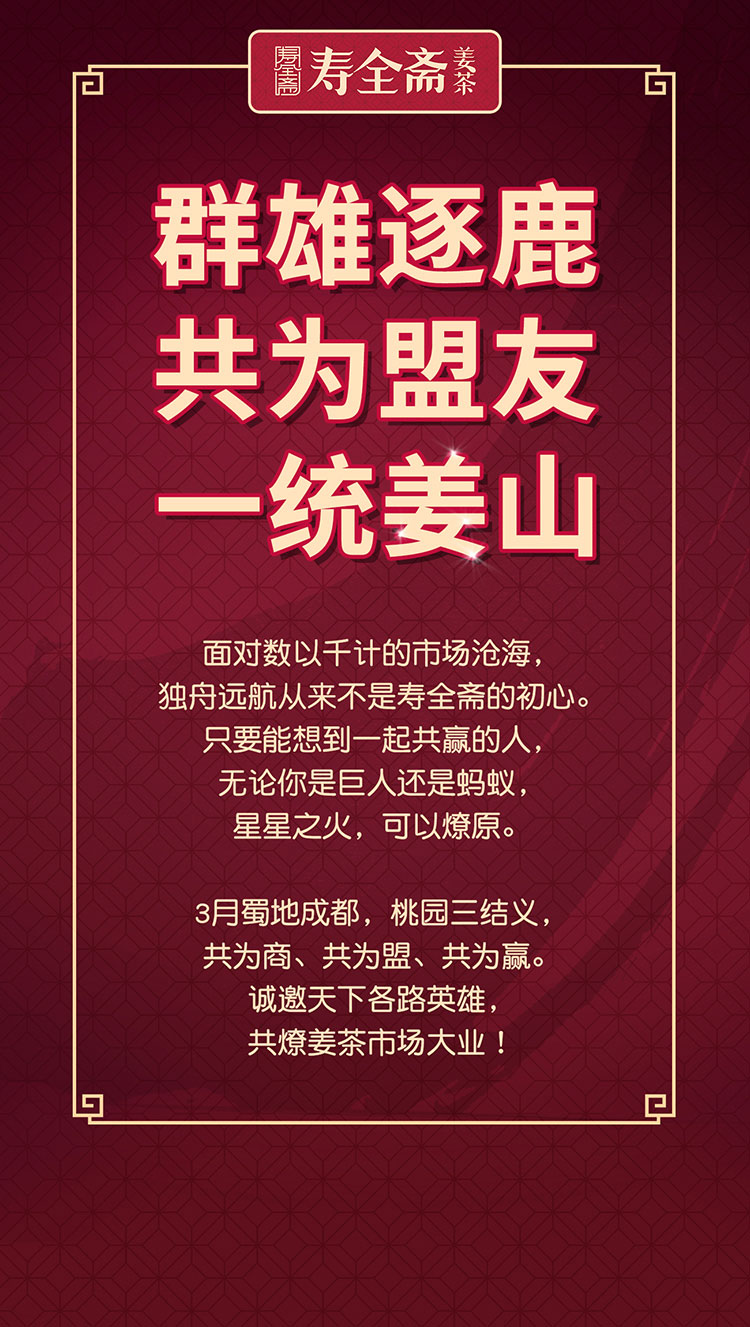 寿全斋 寿全斋 姜茶
群雄逐鹿
共为盟友
一统姜山
面对数以千计的市场沧海，
独舟远航从来不是寿全斋的初心。
只要能想到一起共赢的人，
无论你是巨人还是蚂蚁，
星星之火，可以燎原。
3月蜀地成都，桃园三结义，
共为商、共为盟、共为赢。
诚邀天下各路英雄，
共燎姜茶市场大业！